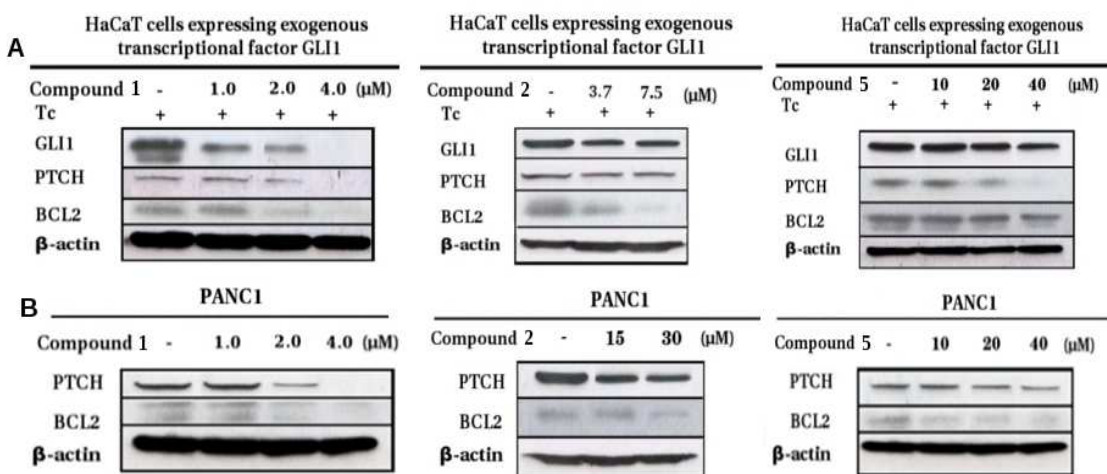 A
HaCaT cells expressing exogenous
transcriptional factor GLI1
Compound 1 - 1.0 2.0 4.0 (μM)
Tc + + + +
GLI1
PTCH
BCL2
β-actin
HaCaT cells expressing exogenous
transcriptional factor GLI1
Compound 2 - 3.7 7.5 (μM)
Tc + + +
GLI1
PTCH
BCL2
β-actin
HaCaT cells expressing exogenous
transcriptional factor GLI1
Compound 5 - 10 20 40 (μM)
Tc + + + +
GLI1
PTCH
BCL2
β-actin
B
PANC1
Compound 1 - 1.0 2.0 4.0 (μM)
PTCH
BCL2
β-actin
PANC1
Compound 2 - 15 30 (μM)
PTCH
BCL2
β-actin
PANC1
Compound 5 - 10 20 40 (μM)
PTCH
BCL2
β-actin